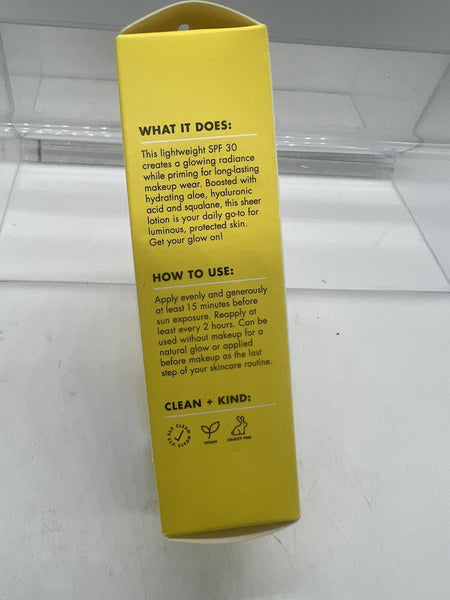 WHAT IT DOES:
This lightweight SPF 30
creates a glowing radiance
while priming for long-lasting
makeup wear. Boosted with
hydrating aloe, hyaluronic
acid and squalane, this sheer
lotion is your daily go-to for
luminous, protected skin.
Get your glow on!
HOW TO USE:
Apply evenly and generously
at least 15 minutes before
sun exposure. Reapply at
least every 2 hours. Can be
used without makeup for a
natural glow or applied
before makeup as the last
step of your skincare routine.
CLEAN + KIND:
E.L.F. CLEAN
E.L.F. CLEAN
VEGAN
CRUELTY FREE